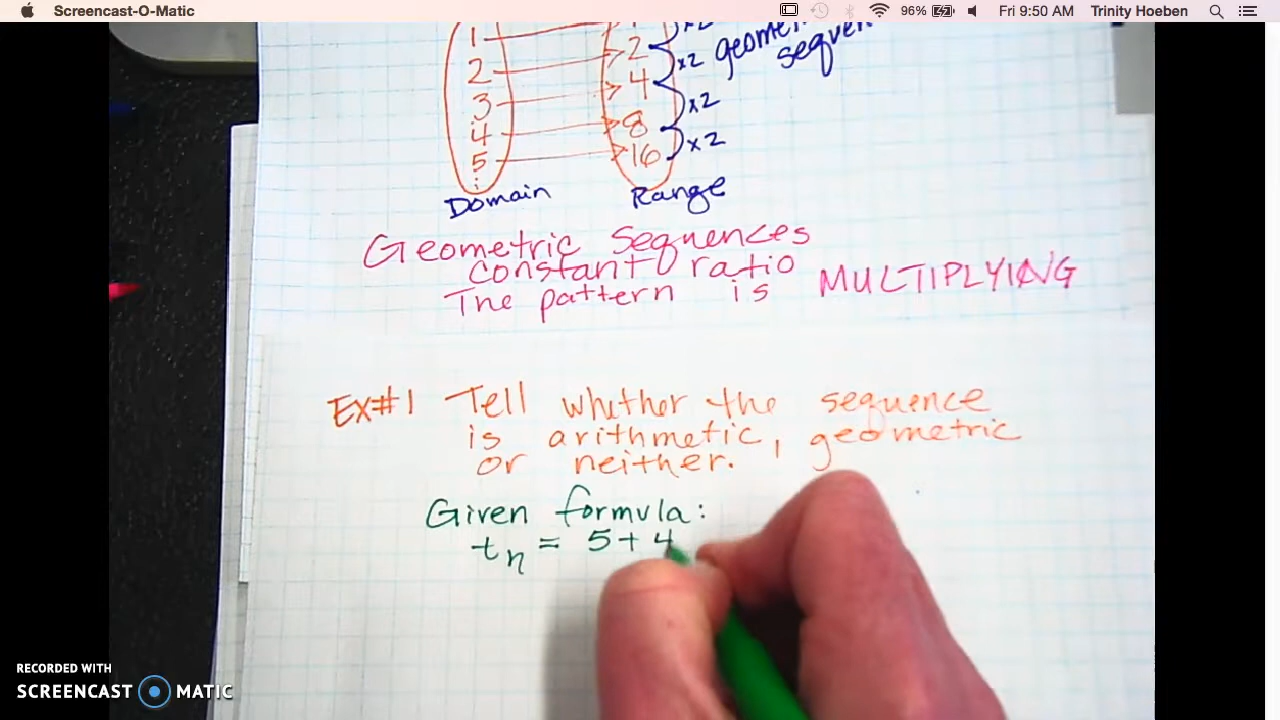 Screencast-O-Matic 96% Fri 9:50 AM Trinity Hoeben
1
2 2 x2 geometric
3 4 x2 sequen
4 8 x2
5 16 x2
Domain Range
Geometric Sequences
constant ratio
The pattern is MULTIPLYING
Ex#1 Tell whether the sequence
is arithmetic, geometric
or neither.
Given formula:
tn = 5+4
RECORDED WITH
SCREENCAST MATIC